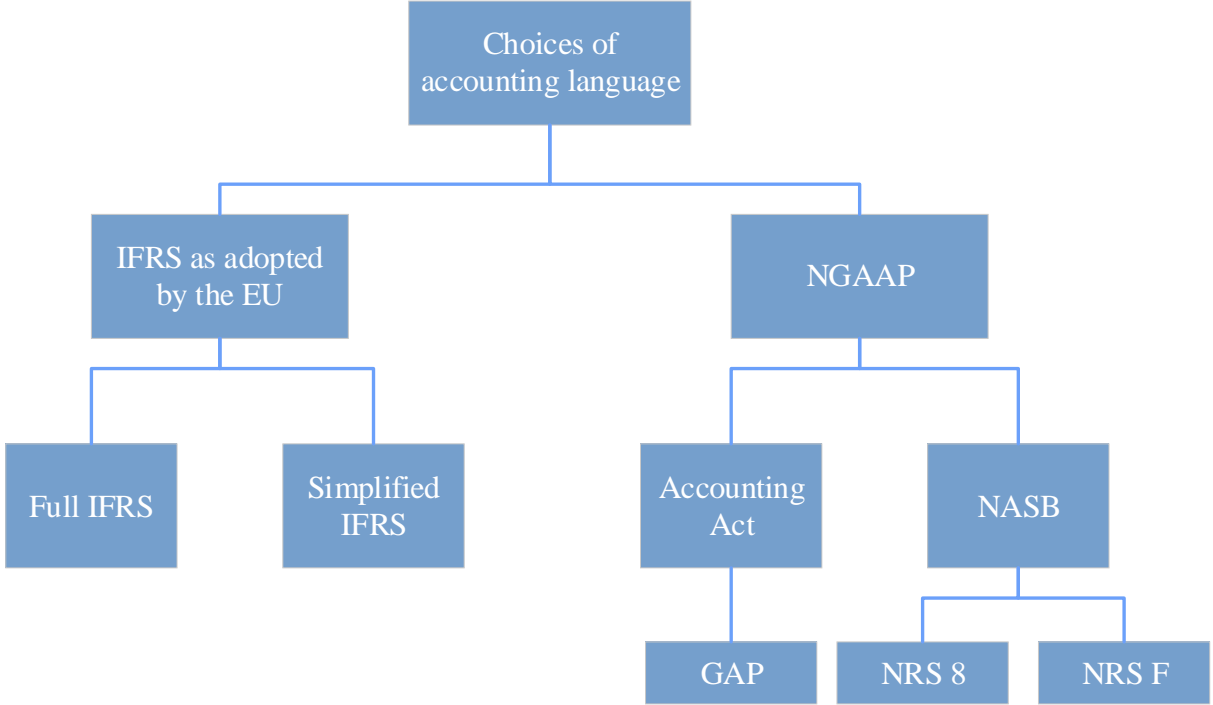 Choices of
accounting language
IFRS as adopted
by the EU
NGAAP
Full IFRS
Simplified
IFRS
Accounting
Act
NASB
GAP
NRS 8
NRS F